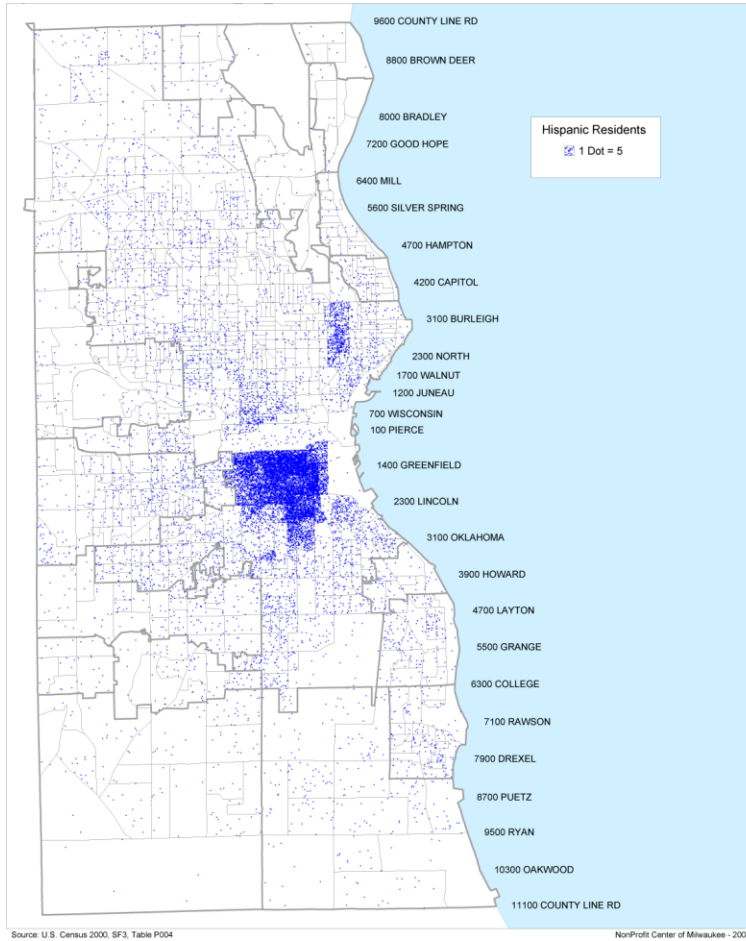 9600 COUNTY LINE RD
8800 BROWN DEER
8000 BRADLEY
7200 GOOD HOPE
Hispanic Residents
1 Dot = 5
6400 MILL
5600 SILVER SPRING
4700 HAMPTON
4200 CAPITOL
3100 BURLEIGH
2300 NORTH
1700 WALNUT
1200 JUNEAU
700 WISCONSIN
100 PIERCE
1400 GREENFIELD
2300 LINCOLN
3100 OKLAHOMA
3900 HOWARD
4700 LAYTON
5500 GRANGE
6300 COLLEGE
7100 RAWSON
7900 DREXEL
8700 PUETZ
9500 RYAN
10300 OAKWOOD
11100 COUNTY LINE RD
Source: U.S. Census 2000, SF3, Table P004
NonProfit Center of Milwaukee - 200